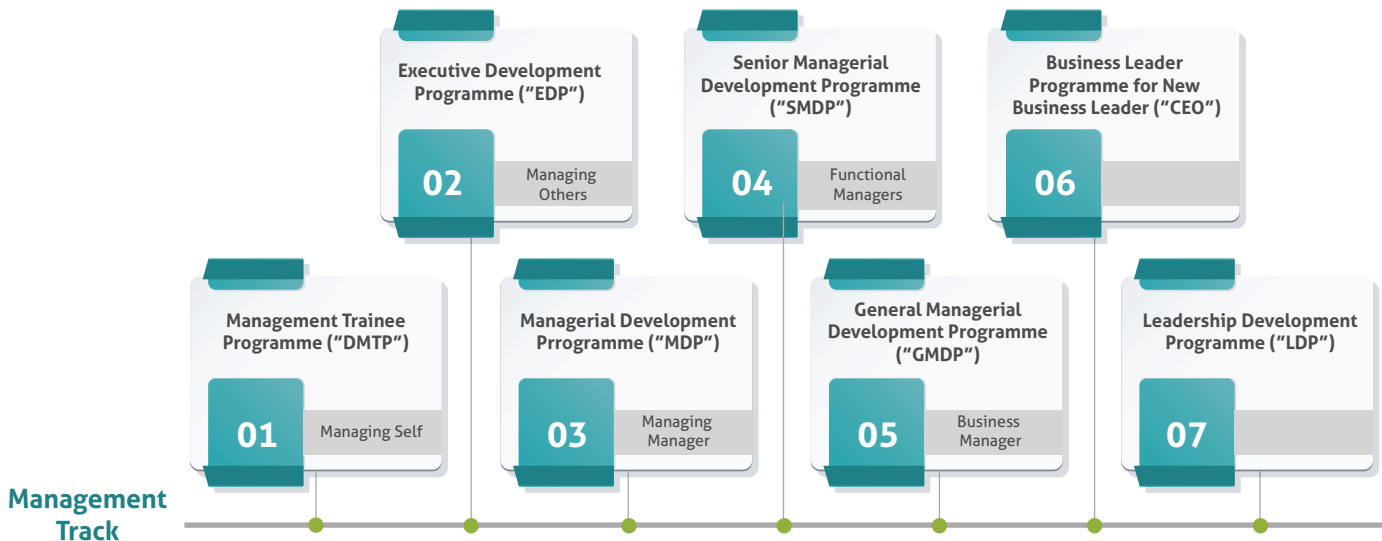 Executive Development
Programme ("EDP")
02
Managing
Others
Senior Managerial
Development Programme
("SMDP")
04
Functional
Managers
Business Leader
Programme for New
Business Leader ("CEO")
06
Management Trainee
Programme ("DMTP")
01
Managing Self
Managerial Development
Prrogramme ("MDP")
03
Managing
Manager
General Managerial
Development Programme
("GMDP")
05
Business
Manager
Leadership Development
Programme ("LDP")
07
Management
Track